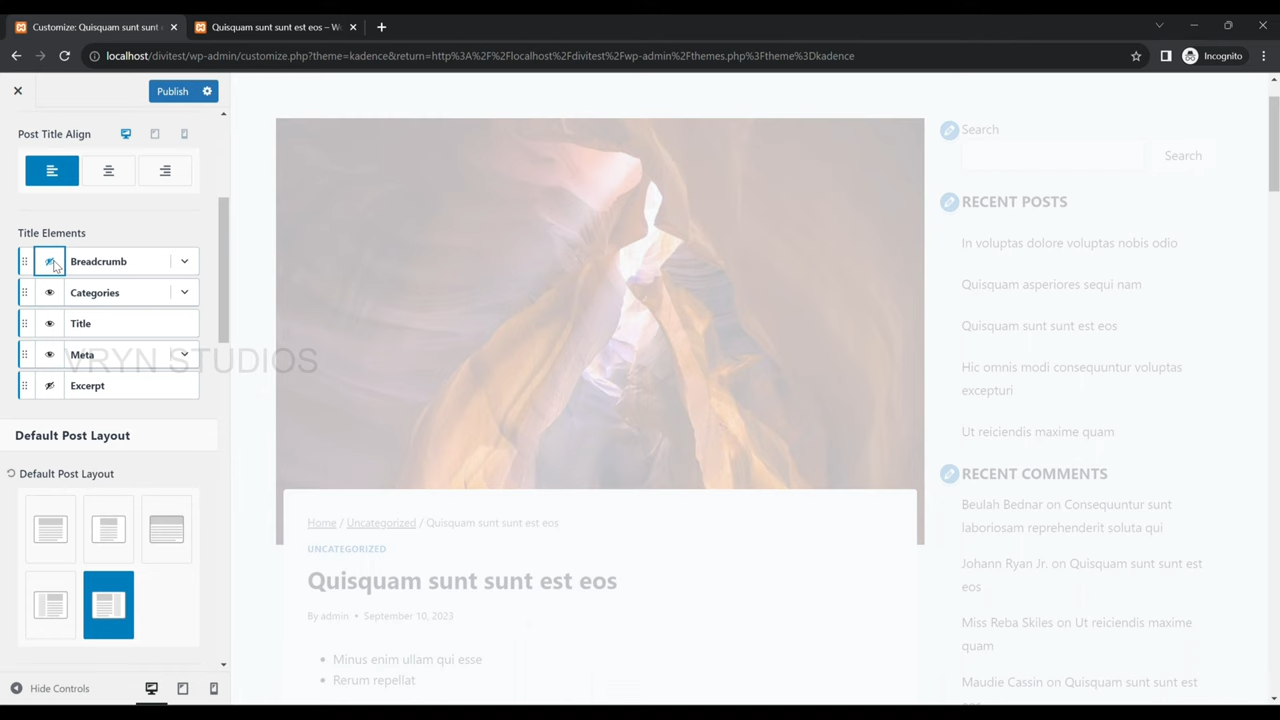 Customize: Quisquam sunt sunt
Quisquam sunt sunt est eos – W
localhost/divitest/wp-admin/customize.php?theme=kadence&return=http%3A%2F%2Flocalhost%2Fdivitest%2Fwp-admin%2Fthemes.php%3Ftheme%3Dkadence
Incognito
Publish
Post Title Align
Title Elements
Breadcrumb
Categories
Title
Meta
Excerpt
VRYN STUDIOS
Default Post Layout
Default Post Layout
Hide Controls
Home / Uncategorized / Quisquam sunt sunt est eos
UNCATEGORIZED
Quisquam sunt sunt est eos
By admin • September 10, 2023
• Minus enim ullam qui esse
• Rerum repellat
Search
Search
RECENT POSTS
In voluptas dolore voluptas nobis odio
Quisquam asperiores sequi nam
Quisquam sunt sunt est eos
Hic omnis modi consequuntur voluptas
excepturi
Ut reiciendis maxime quam
RECENT COMMENTS
Beulah Bednar on Consequuntur sunt
laboriosam reprehenderit soluta qui
Johann Ryan Jr. on Quisquam sunt sunt est
eos
Miss Reba Skiles on Ut reiciendis maxime
quam
Maudie Cassin on Quisquam sunt sunt est